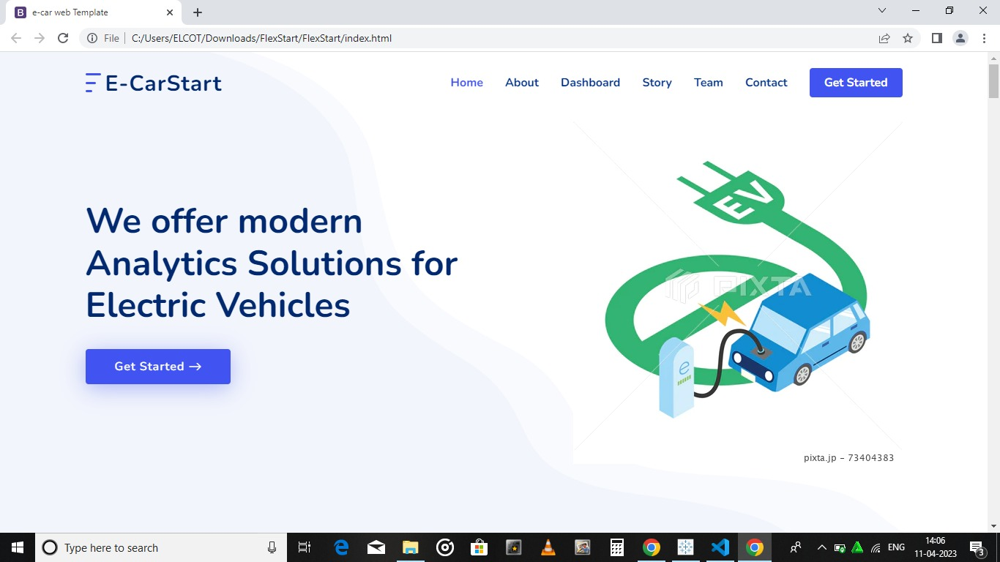 e-car web Template
File
C:/Users/ELCOT/Downloads/FlexStart/FlexStart/index.html
E-CarStart
Home
About
Dashboard
Story
Team
Contact
Get Started
We offer modern
Analytics Solutions for
Electric Vehicles
Get Started →
EV
PIXTA
e
pixta.jp - 73404383
Type here to search
ENG
14:06
11-04-2023
3